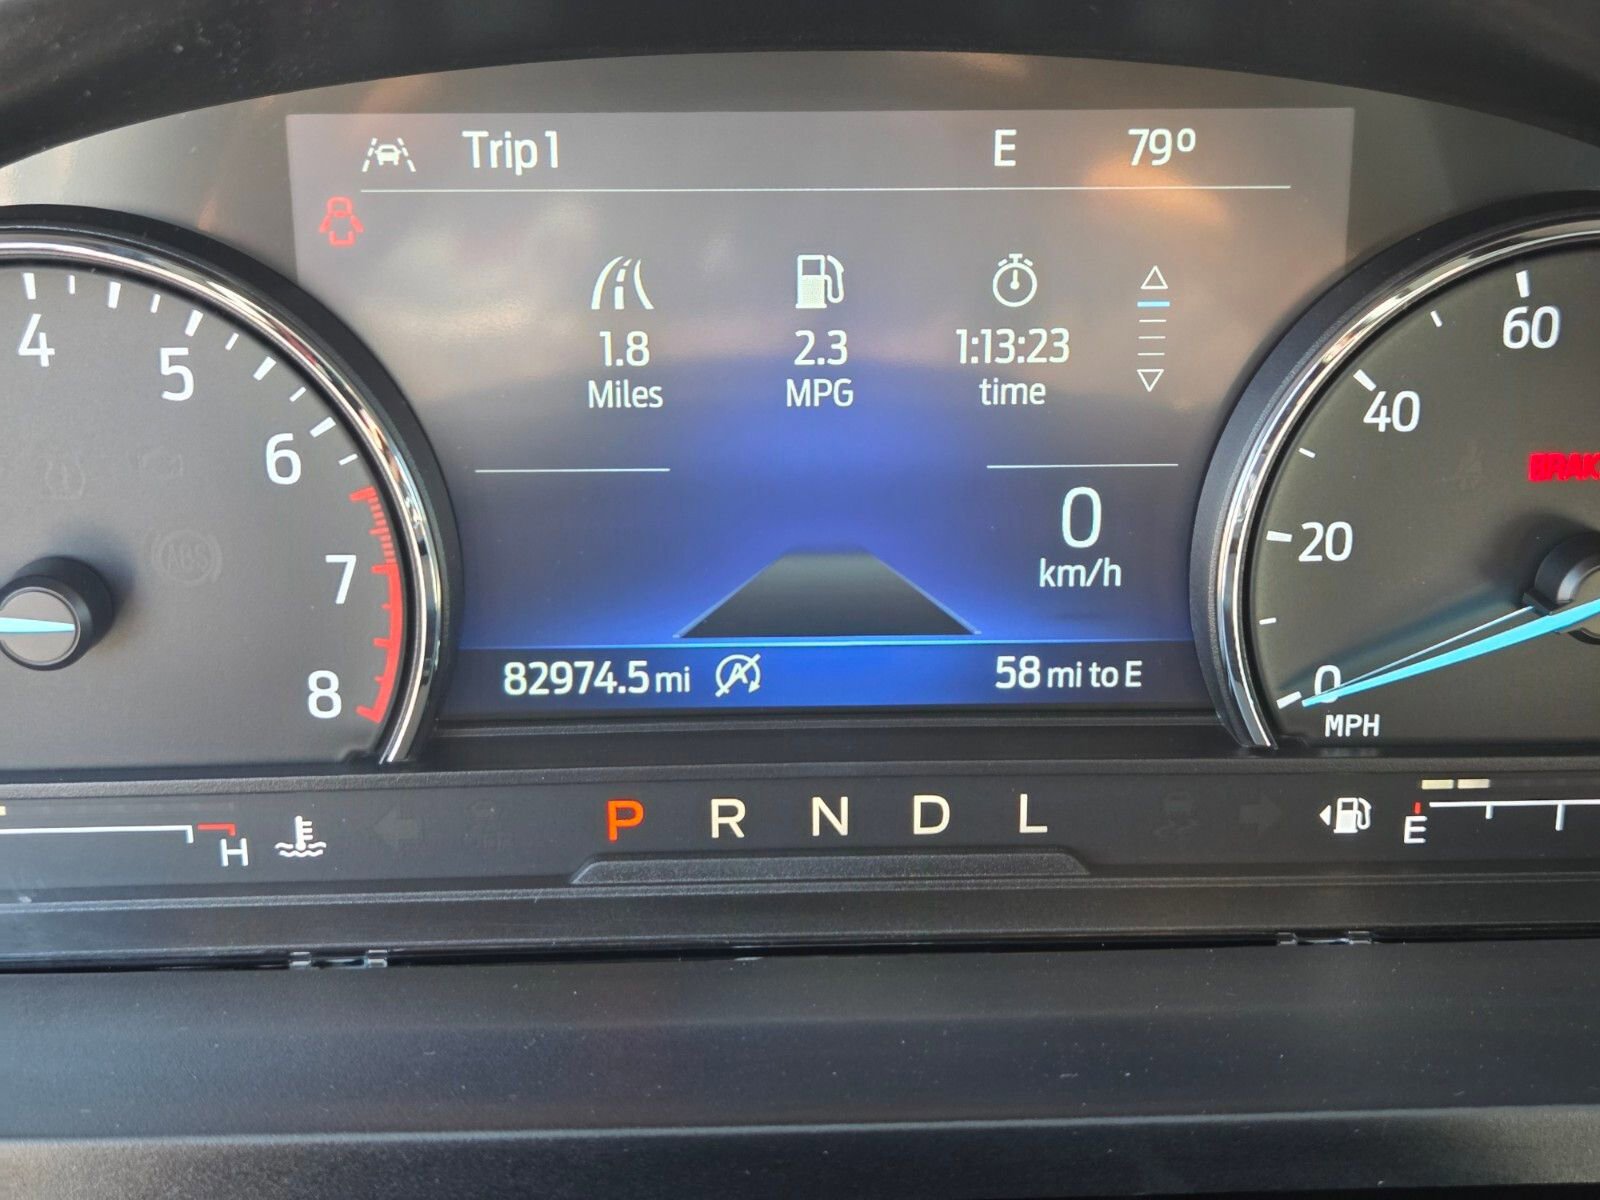 Trip 1 E 79°
1.8 2.3 1:13:23
Miles MPG time
4
5
6
7
8
ABS
0
km/h
60
40
20
0
MPH
82974.5 mi A 58 mi to E
H P R N D L E